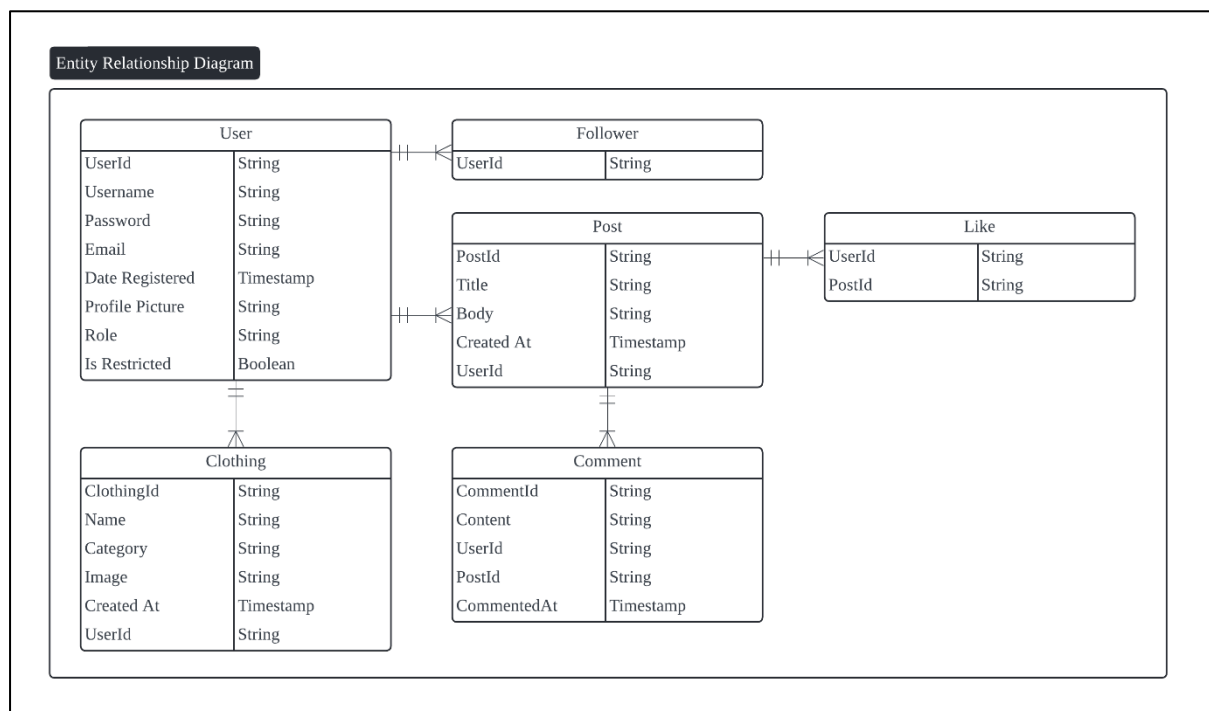 Entity Relationship Diagram
User
UserId String
Username String
Password String
Email String
Date Registered Timestamp
Profile Picture String
Role String
Is Restricted Boolean
Follower
UserId String
Post
PostId String
Title String
Body String
Created At Timestamp
UserId String
Like
UserId String
PostId String
Clothing
ClothingId String
Name String
Category String
Image String
Created At Timestamp
UserId String
Comment
CommentId String
Content String
UserId String
PostId String
CommentedAt Timestamp